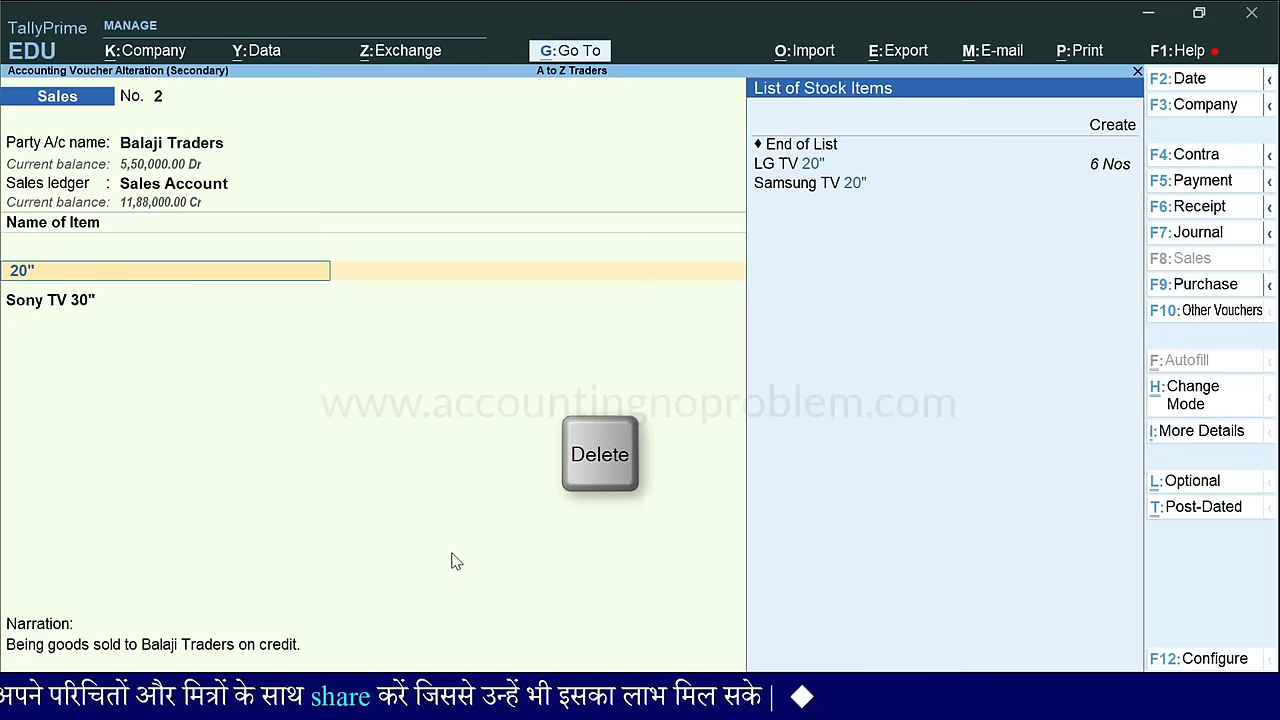 TallyPrime
MANAGE
EDU
K:Company
Y:Data
Z:Exchange
G:Go To
O:Import
E:Export
M:E-mail
P:Print
F1:Help
Accounting Voucher Alteration (Secondary)
A to Z Traders
Sales No. 2
Party A/c name: Balaji Traders
Current balance: 5,50,000.00 Dr
Sales ledger : Sales Account
Current balance: 11,88,000.00 Cr
Name of Item
20"
Sony TV 30"
Narration:
Being goods sold to Balaji Traders on credit.
List of Stock Items
Create
♦ End of List
LG TV 20" 6 Nos
Samsung TV 20"
F2:Date
F3:Company
F4:Contra
F5:Payment
F6:Receipt
F7:Journal
F8:Sales
F9:Purchase
F10:Other Vouchers
F:Autofill
H:Change
Mode
I:More Details
L:Optional
T:Post-Dated
F12:Configure
www.accountingnoproblem.com
Delete
अपने परिचितों और मित्रों के साथ share करें जिससे उन्हें भी इसका लाभ मिल सके |